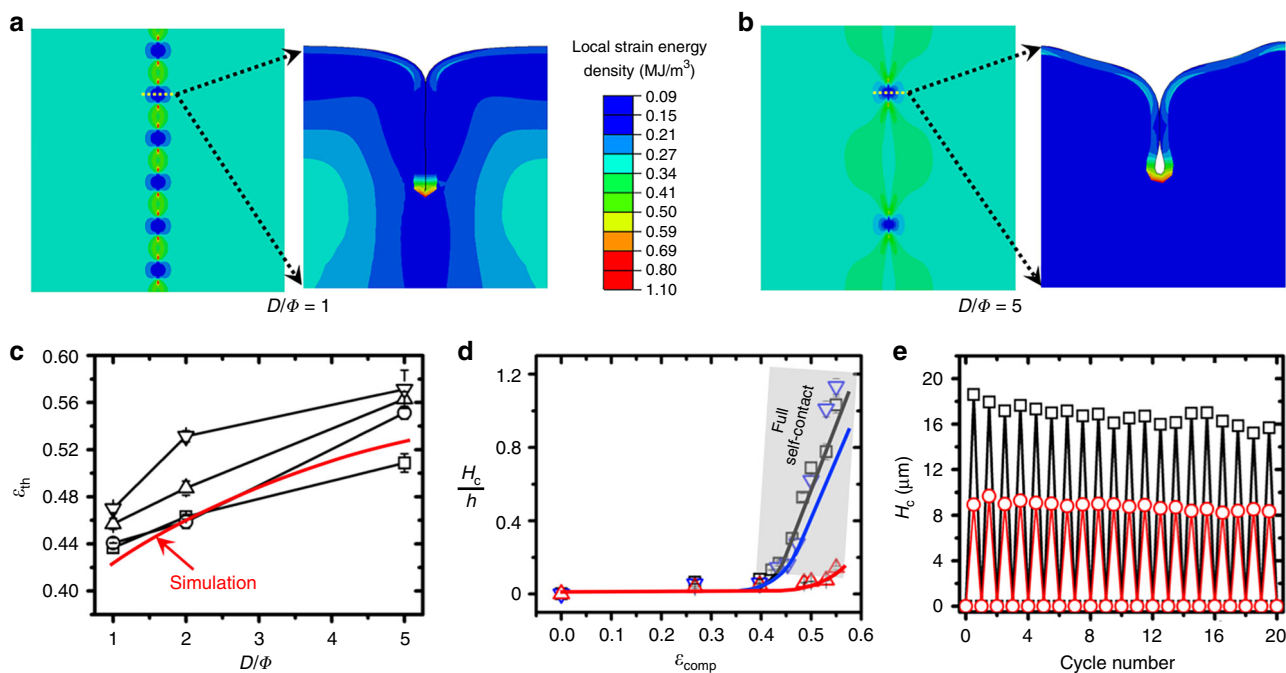 a
b
Local strain energy
density (MJ/m³)
0.09
0.15
0.21
0.27
0.34
0.41
0.50
0.59
0.69
0.80
1.10
D/Φ = 1
D/Φ = 5
c
0.60
0.56
0.52
0.48
0.44
0.40
εth
Simulation
1 2 3 4 5
D/Φ
d
1.2
0.8
0.4
0
Hc
h
Full
self-contact
0.0 0.1 0.2 0.3 0.4 0.5 0.6
εcomp
e
20
16
12
8
4
0
Hc (μm)
0 4 8 12 16 20
Cycle number